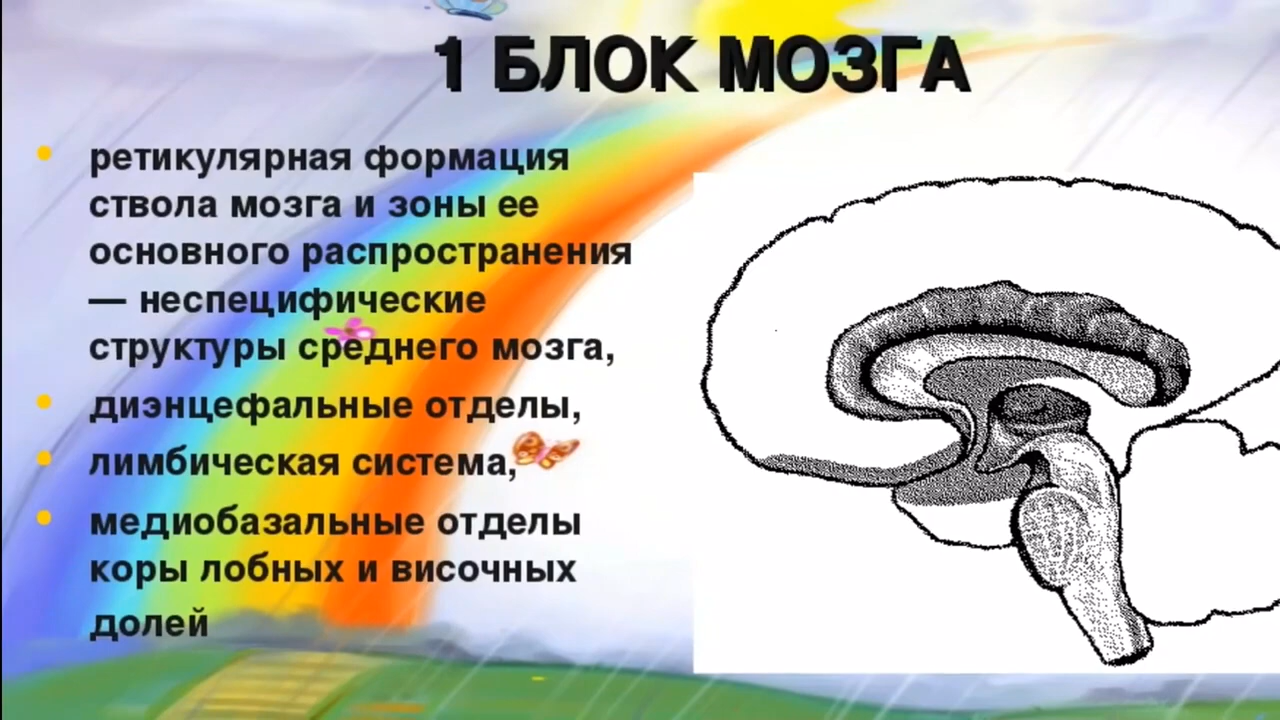 1 БЛОК МОЗГА
ретикулярная формация
ствола мозга и зоны ее
основного распространения
— неспецифические
структуры среднего мозга,
диэнцефальные отделы,
лимбическая система,
медиобазальные отделы
коры лобных и височных
долей